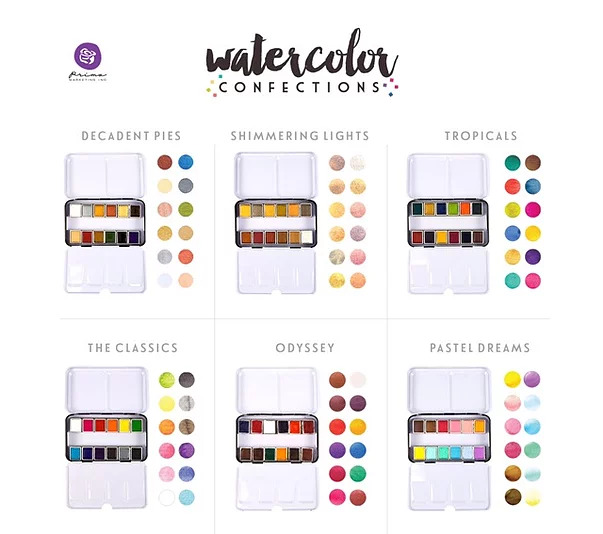 Prima
MARKETING INC
watercolor
CONFECTIONS
DECADENT PIES
SHIMMERING LIGHTS
TROPICALS
THE CLASSICS
ODYSSEY
PASTEL DREAMS